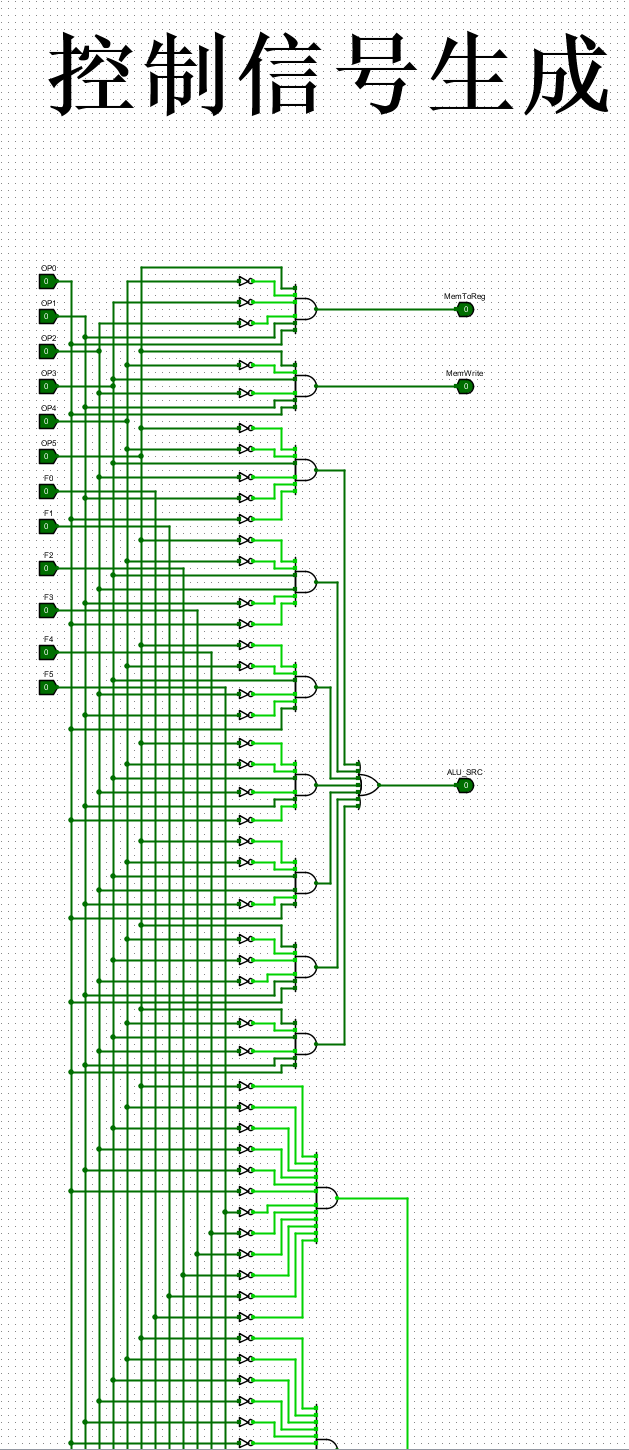 控制信号生成
OP0
0
OP1
0
MemToReg
0
OP2
0
OP3
0
MemWrite
0
OP4
0
OP5
0
F0
0
F1
0
F2
0
F3
0
F4
0
F5
0
ALU_SRC
0